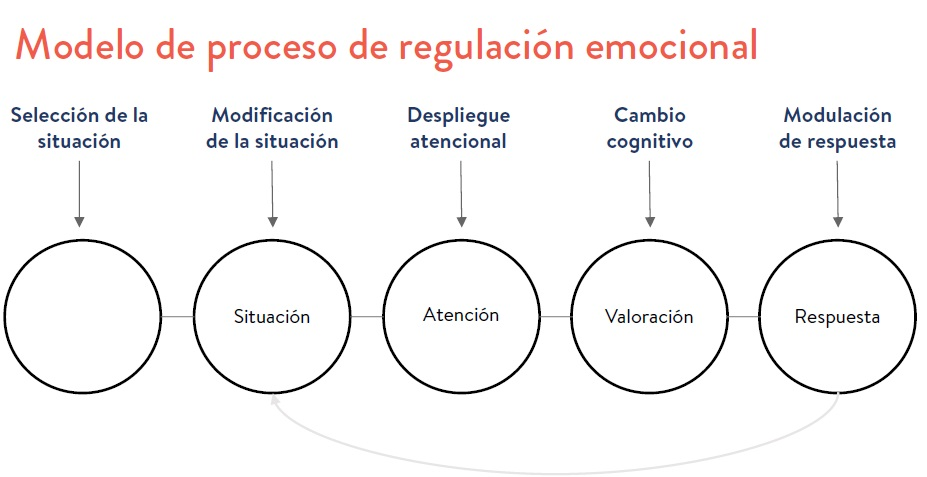 Modelo de proceso de regulación emocional
Selección de la
situación
Modificación
de la situación
Despliegue
atencional
Cambio
cognitivo
Modulación
de respuesta
Situación
Atención
Valoración
Respuesta